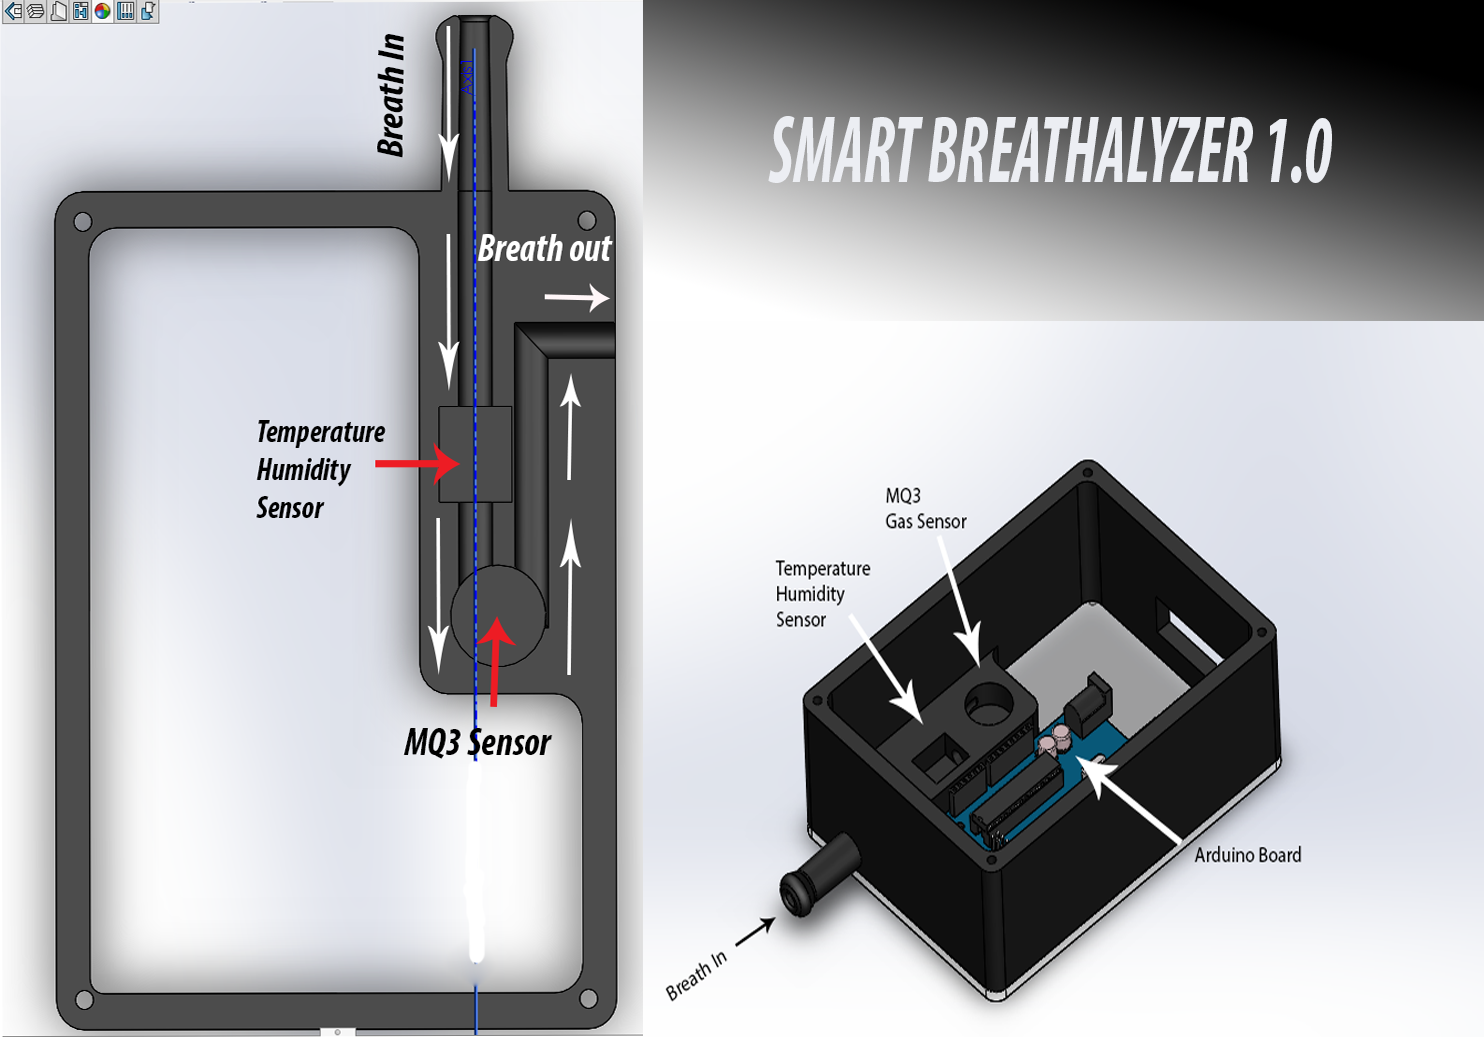 Breath In
Axis1
Breath out
Temperature
Humidity
Sensor
MQ3 Sensor
SMART BREATHALYZER 1.0
MQ3
Gas Sensor
Temperature
Humidity
Sensor
Arduino Board
Breath In